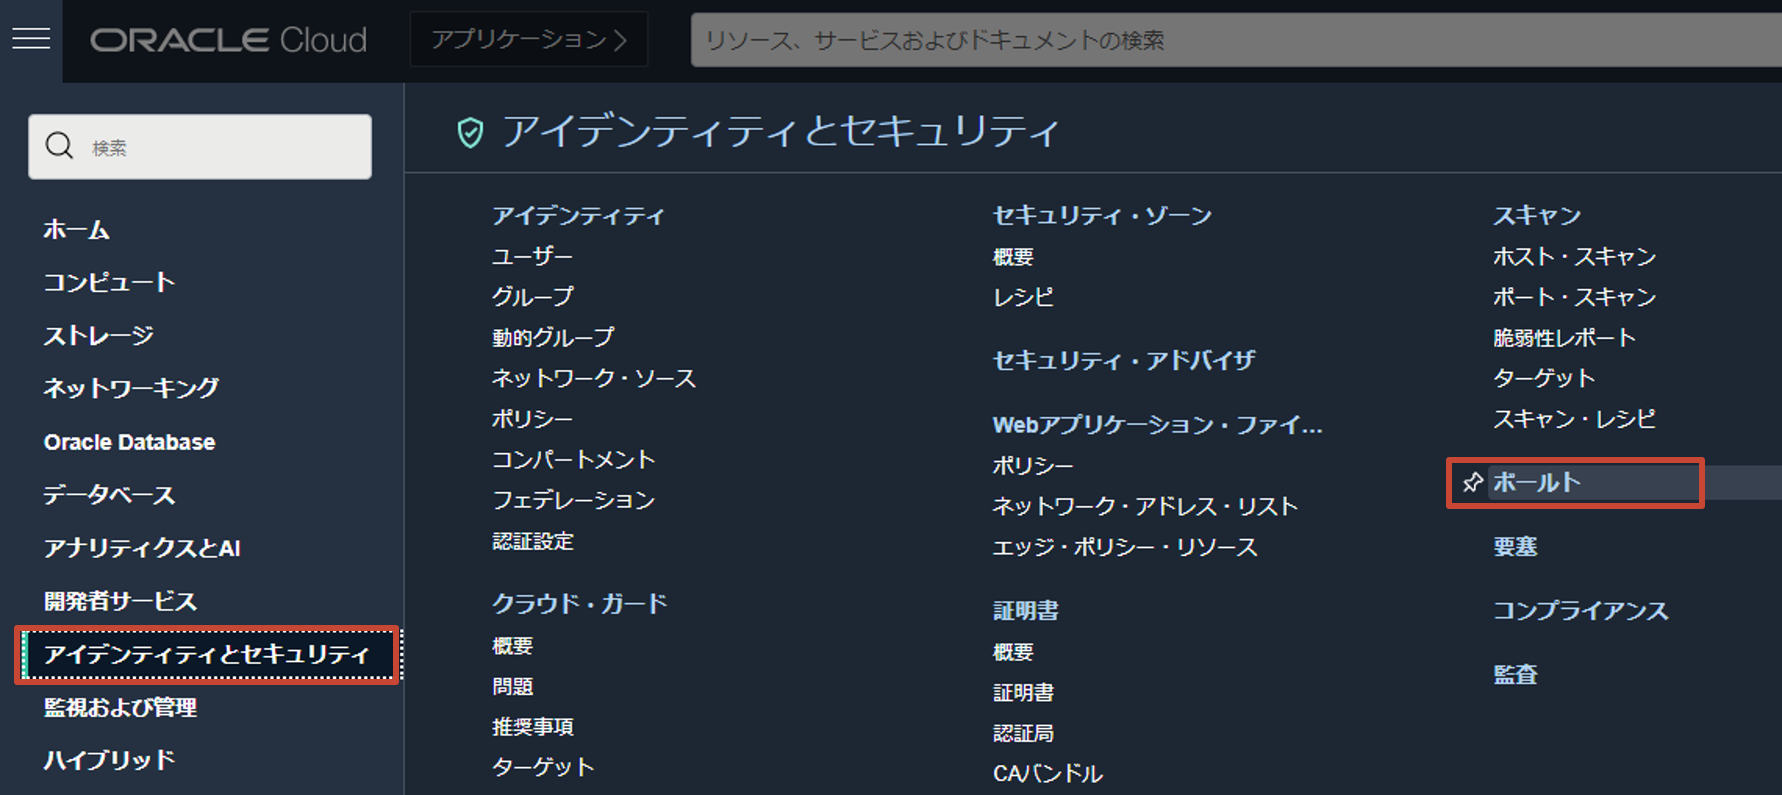 ORACLE Cloud
アプリケーション
リソース、サービスおよびドキュメントの検索
検索
ホーム
コンピュート
ストレージ
ネットワーキング
Oracle Database
データベース
アナリティクスとAI
開発者サービス
アイデンティティとセキュリティ
監視および管理
ハイブリッド
アイデンティティとセキュリティ
アイデンティティ
ユーザー
グループ
動的グループ
ネットワーク・ソース
ポリシー
コンパートメント
フェデレーション
認証設定
クラウド・ガード
概要
問題
推奨事項
ターゲット
セキュリティ・ゾーン
概要
レシピ
セキュリティ・アドバイザ
Webアプリケーション・ファイ...
ポリシー
ネットワーク・アドレス・リスト
エッジ・ポリシー・リソース
証明書
概要
証明書
認証局
CAバンドル
スキャン
ホスト・スキャン
ポート・スキャン
脆弱性レポート
ターゲット
スキャン・レシピ
ボールト
要塞
コンプライアンス
監査